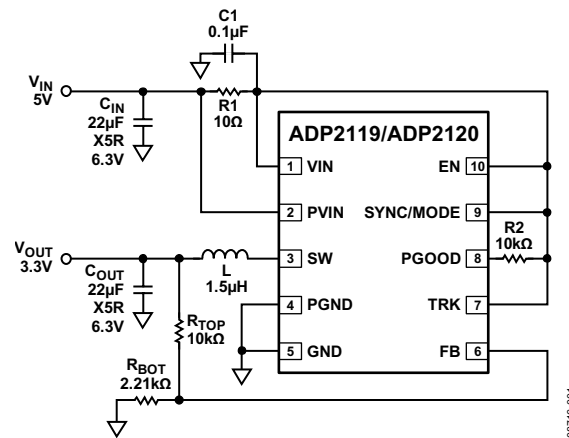 C1
0.1µF
VIN
5V
CIN
22µF
X5R
6.3V
R1
10Ω
ADP2119/ADP2120
1 VIN
EN 10
2 PVIN
SYNC/MODE 9
R2
10kΩ
VOUT
3.3V
COUT
22µF
X5R
6.3V
L
1.5µH
3 SW
PGOOD 8
4 PGND
TRK 7
RTOP
10kΩ
5 GND
FB 6
RBOT
2.21kΩ